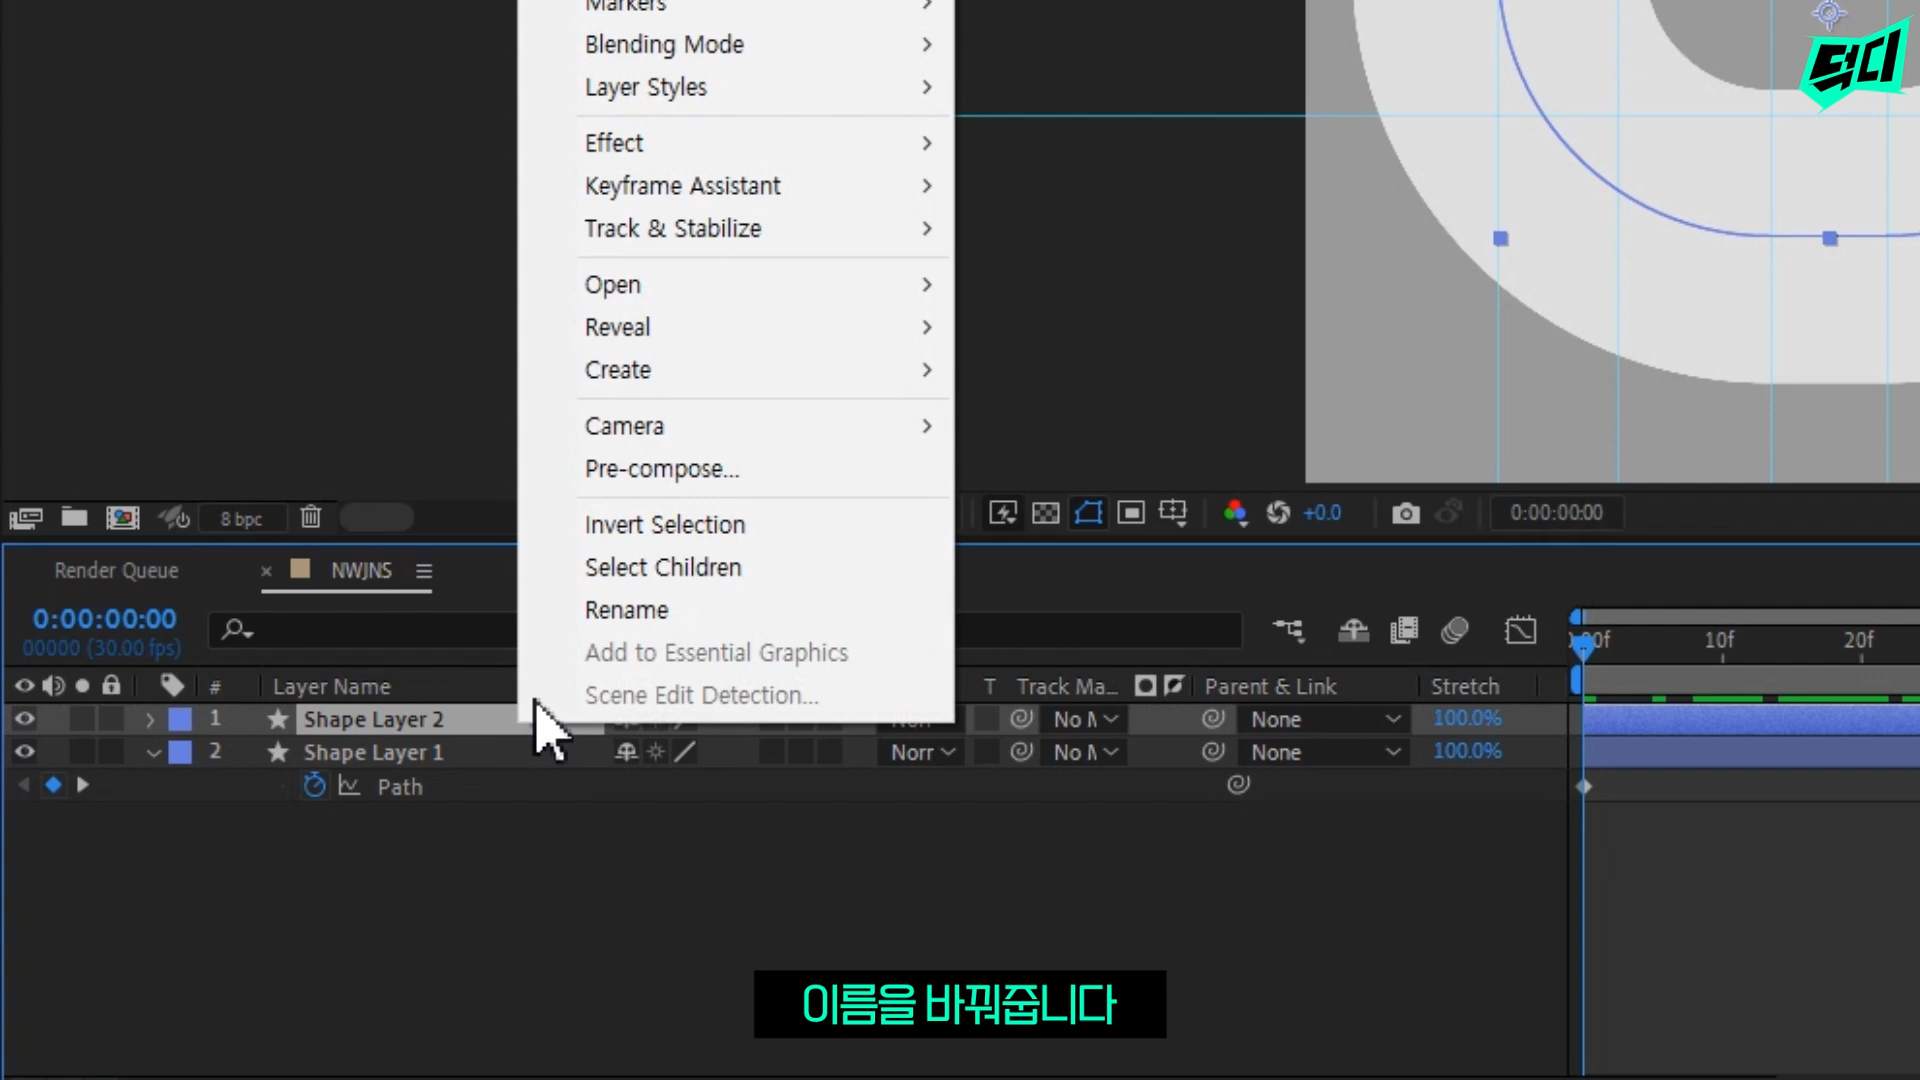 Markers
Blending Mode
Layer Styles
Effect
Keyframe Assistant
Track & Stabilize
Open
Reveal
Create
Camera
Pre-compose...
Invert Selection
Select Children
Rename
Add to Essential Graphics
Scene Edit Detection...
덕디
8 bpc
+0.0
0:00:00:00
Render Queue
NWJNS
0:00:00:00
00000 (30.00 fps)
10f
20f
# Layer Name T Track Ma... Parent & Link Stretch
1 Shape Layer 2 None 100.0%
2 Shape Layer 1 Norr None 100.0%
Path
이름을 바꿔줍니다